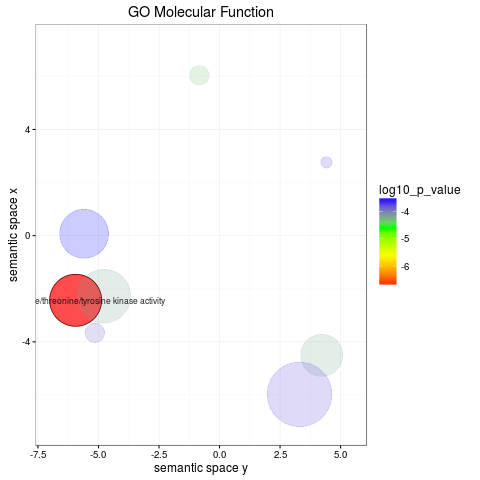 GO Molecular Function
semantic space x
4
0
-4
e/threonine/tyrosine kinase activity
-7.5 -5.0 -2.5 0.0 2.5 5.0
semantic space y
log10_p_value
-4
-5
-6